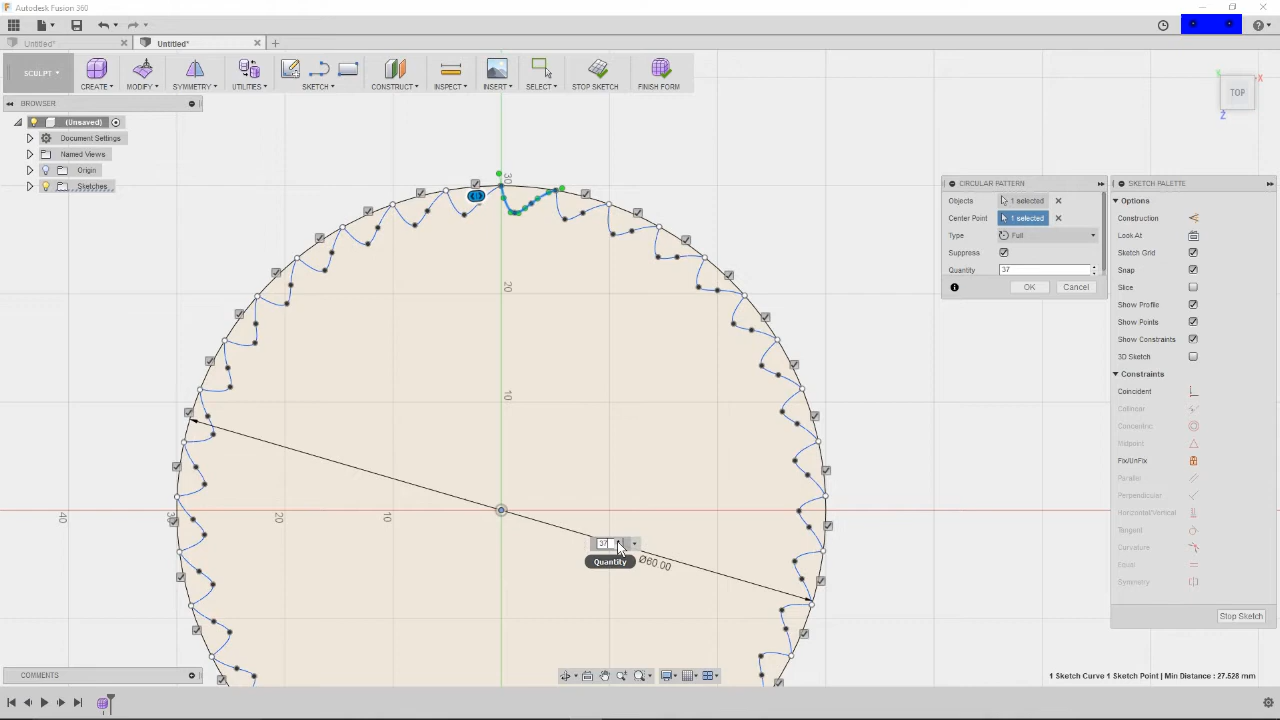 Autodesk Fusion 360
Untitled*
Untitled*
SCULPT
CREATE
MODIFY
SYMMETRY
UTILITIES
SKETCH
CONSTRUCT
INSPECT
INSERT
SELECT
STOP SKETCH
FINISH FORM
BROWSER
(Unsaved)
Document Settings
Named Views
Origin
Sketches
TOP
X
Y
Z
CIRCULAR PATTERN
Objects
1 selected
Center Point
1 selected
Type
Full
Suppress
Quantity
37
OK
Cancel
SKETCH PALETTE
Options
Construction
Look At
Sketch Grid
Snap
Slice
Show Profile
Show Points
Show Constraints
3D Sketch
Constraints
Coincident
Collinear
Concentric
Midpoint
Fix/UnFix
Parallel
Perpendicular
Horizontal/Vertical
Tangent
Curvature
Equal
Symmetry
Stop Sketch
30
20
10
40
30
20
10
37
Quantity
Ø60.00
COMMENTS
1 Sketch Curve 1 Sketch Point | Min Distance : 27.528 mm